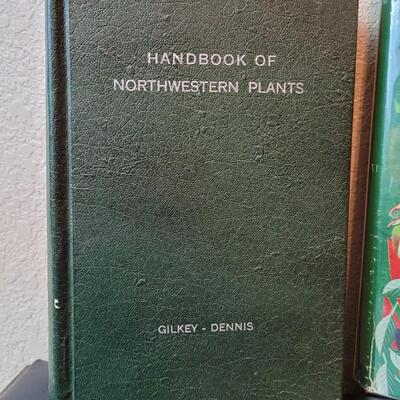 HANDBOOK OF
NORTHWESTERN PLANTS
GILKEY - DENNIS